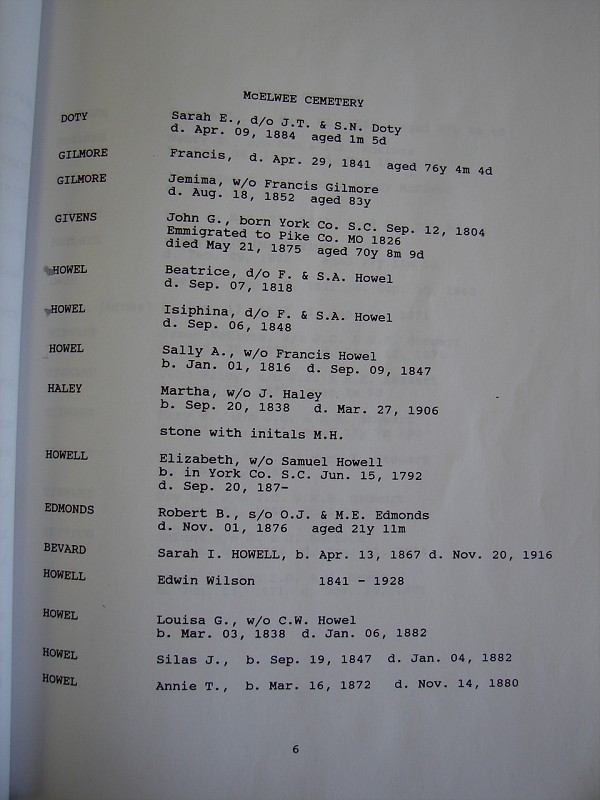 McELWEE CEMETERY
DOTY Sarah E., d/o J.T. & S.N. Doty
d. Apr. 09, 1884 aged 1m 5d
GILMORE Francis, d. Apr. 29, 1841 aged 76y 4m 4d
GILMORE Jemima, w/o Francis Gilmore
d. Aug. 18, 1852 aged 83y
GIVENS John G., born York Co. S.C. Sep. 12, 1804
Emmigrated to Pike Co. MO 1826
died May 21, 1875 aged 70y 8m 9d
HOWEL Beatrice, d/o F. & S.A. Howel
d. Sep. 07, 1818
HOWEL Isiphina, d/o F. & S.A. Howel
d. Sep. 06, 1848
HOWEL Sally A., w/o Francis Howel
b. Jan. 01, 1816 d. Sep. 09, 1847
HALEY Martha, w/o J. Haley
b. Sep. 20, 1838 d. Mar. 27, 1906
stone with initals M.H.
HOWELL Elizabeth, w/o Samuel Howell
b. in York Co. S.C. Jun. 15, 1792
d. Sep. 20, 187-
EDMONDS Robert B., s/o O.J. & M.E. Edmonds
d. Nov. 01, 1876 aged 21y 11m
BEVARD Sarah I. HOWELL, b. Apr. 13, 1867 d. Nov. 20, 1916
HOWELL Edwin Wilson 1841 - 1928
HOWEL Louisa G., w/o C.W. Howel
b. Mar. 03, 1838 d. Jan. 06, 1882
HOWEL Silas J., b. Sep. 19, 1847 d. Jan. 04, 1882
HOWEL Annie T., b. Mar. 16, 1872 d. Nov. 14, 1880
6